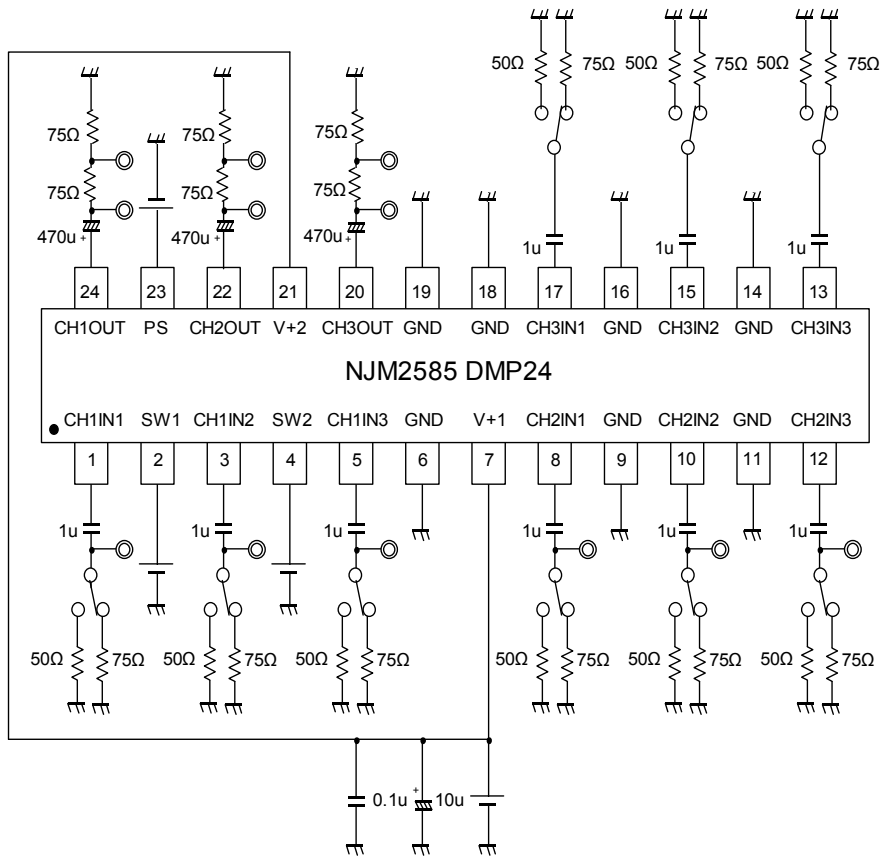 50Ω 75Ω 50Ω 75Ω 50Ω 75Ω
75Ω 75Ω 75Ω
75Ω 75Ω 75Ω
470u + 470u + 470u +
1u 1u 1u
24 23 22 21 20 19 18 17 16 15 14 13
CH1OUT PS CH2OUT V+2 CH3OUT GND GND CH3IN1 GND CH3IN2 GND CH3IN3
NJM2585 DMP24
CH1IN1 SW1 CH1IN2 SW2 CH1IN3 GND V+1 CH2IN1 GND CH2IN2 GND CH2IN3
1 2 3 4 5 6 7 8 9 10 11 12
1u 1u 1u 1u 1u 1u
50Ω 75Ω 50Ω 75Ω 50Ω 75Ω 50Ω 75Ω 50Ω 75Ω 50Ω 75Ω
0.1u + 10u